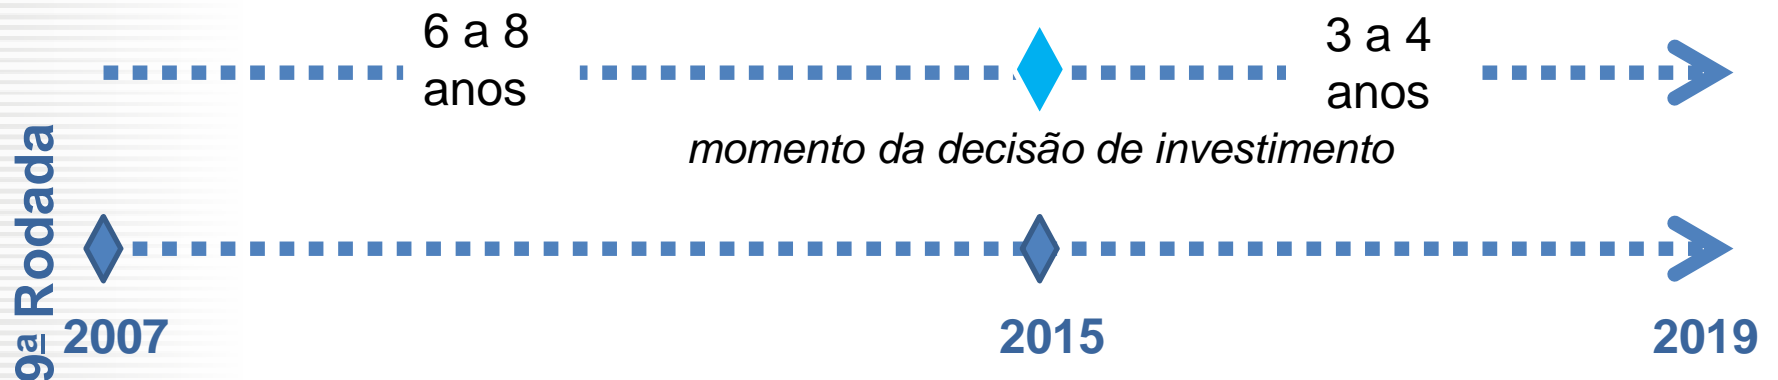 6 a 8
anos
3 a 4
anos
momento da decisão de investimento
9ª Rodada
2007
2015
2019